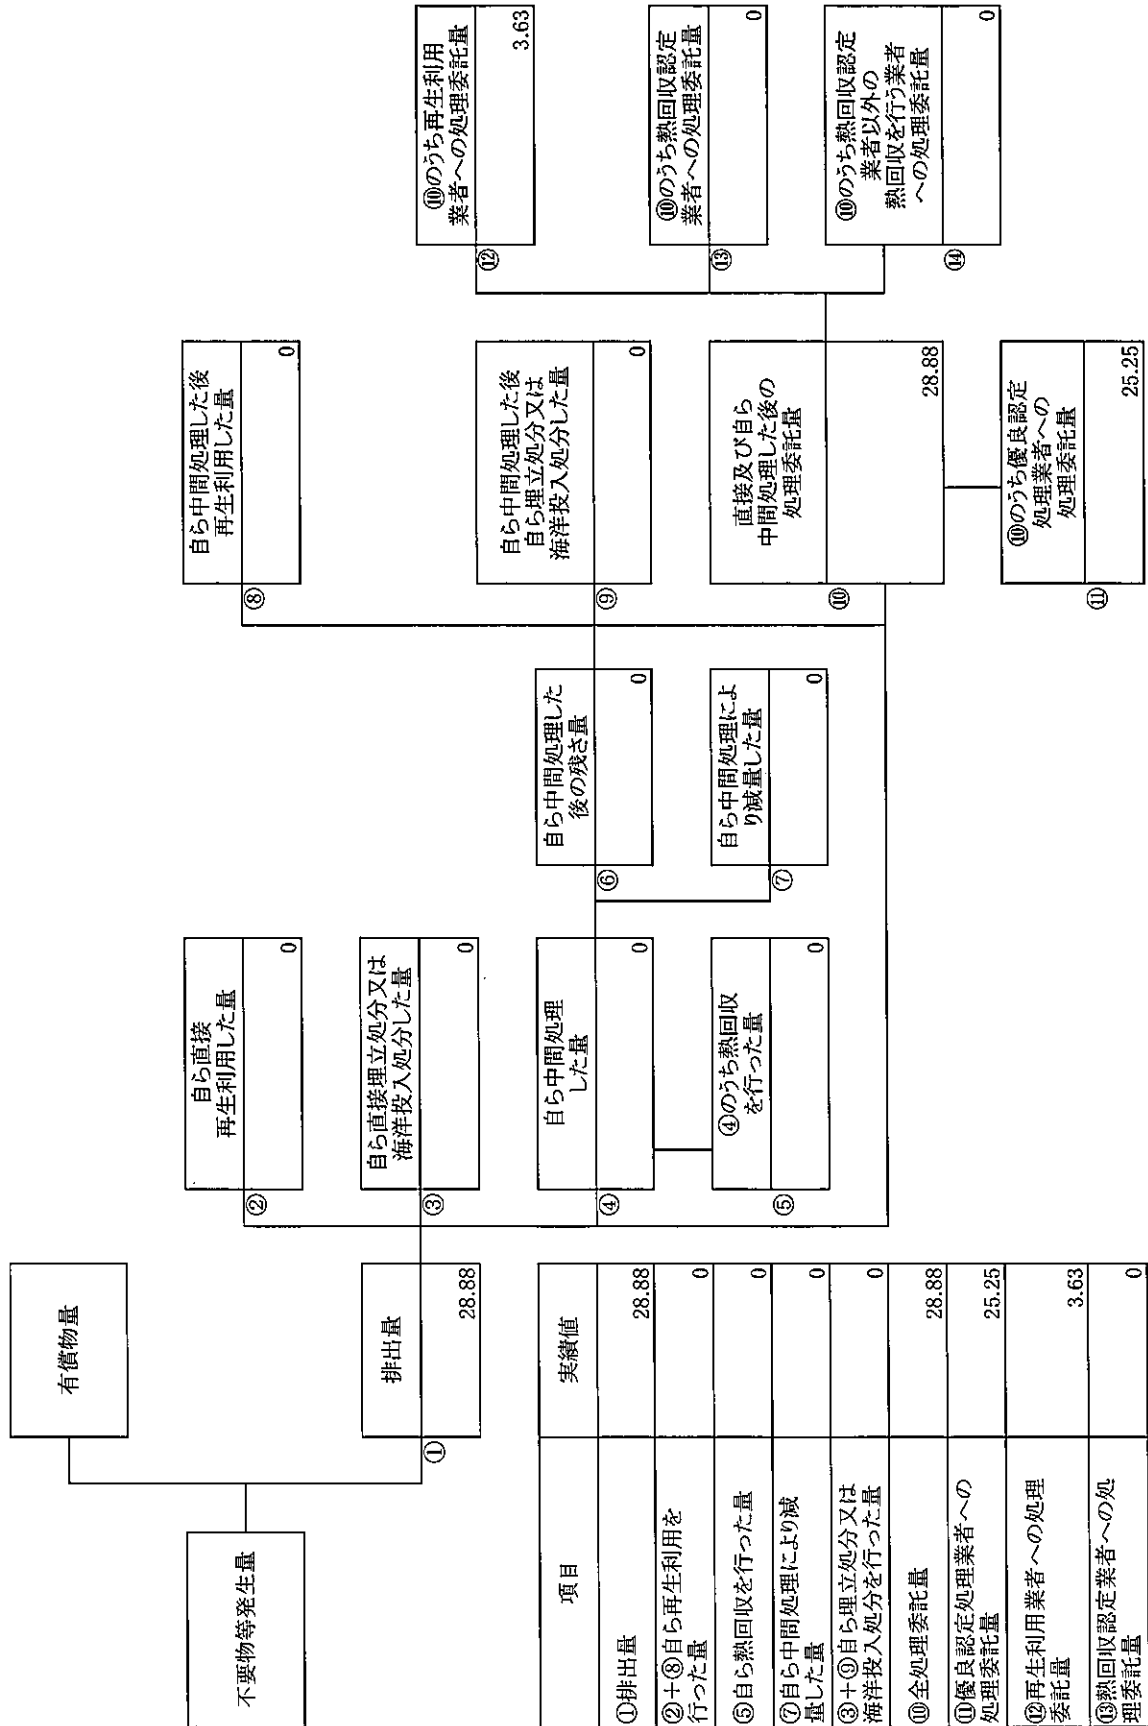 不要物等発生量
有償物量
①
排出量
28.88
②
自ら直接
再生利用した量
0
③
自ら直接埋立処分又は
海洋投入処分した量
0
④
自ら中間処理
した量
0
⑤
④のうち熱回収
を行った量
0
⑥
自ら中間処理した
後の残さ量
0
⑦
自ら中間処理によ
り減量した量
0
⑧
自ら中間処理した後
再生利用した量
0
⑨
自ら中間処理した後
自ら埋立処分又は
海洋投入処分した量
0
⑩
直接及び自ら
中間処理した後の
処理委託量
28.88
⑪
⑩のうち優良認定
処理業者への
処理委託量
25.25
⑫
⑩のうち再生利用
業者への処理委託量
3.63
⑬
⑩のうち熱回収認定
業者への処理委託量
0
⑭
⑩のうち熱回収認定
業者以外の
熱回収を行う業者
への処理委託量
0
項目
実績値
①排出量
28.88
②+⑧自ら再生利用を
行った量
0
⑤自ら熱回収を行った量
0
⑦自ら中間処理により減
量した量
0
③+⑨自ら埋立処分又は
海洋投入処分を行った量
0
⑩全処理委託量
28.88
⑪優良認定処理業者への
処理委託量
25.25
⑫再生利用業者への処理
委託量
3.63
⑬熱回収認定業者への処
理委託量
0